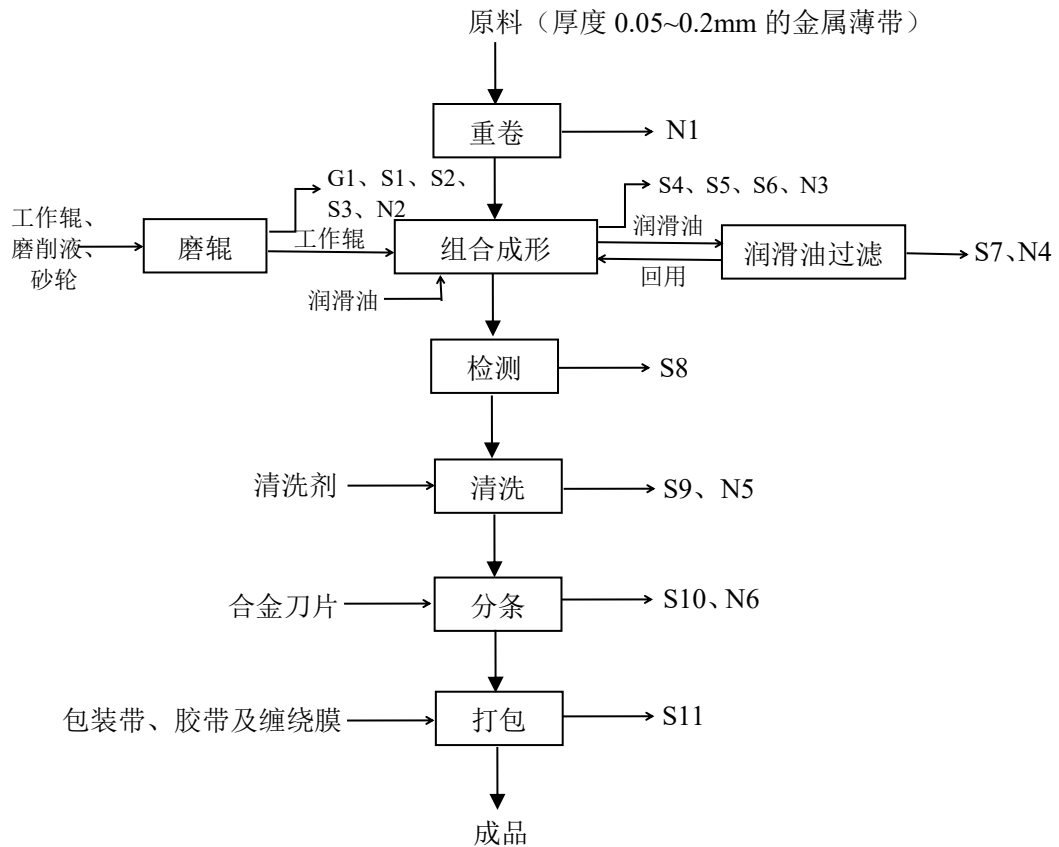 原料（厚度 0.05~0.2mm 的金属薄带）
重卷
N1
G1、S1、S2、
S3、N2
S4、S5、S6、N3
工作辊、
磨削液、
砂轮
磨辊
工作辊
组合成形
润滑油
回用
润滑油过滤
S7、N4
润滑油
检测
S8
清洗剂
清洗
S9、N5
合金刀片
分条
S10、N6
包装带、胶带及缠绕膜
打包
S11
成品